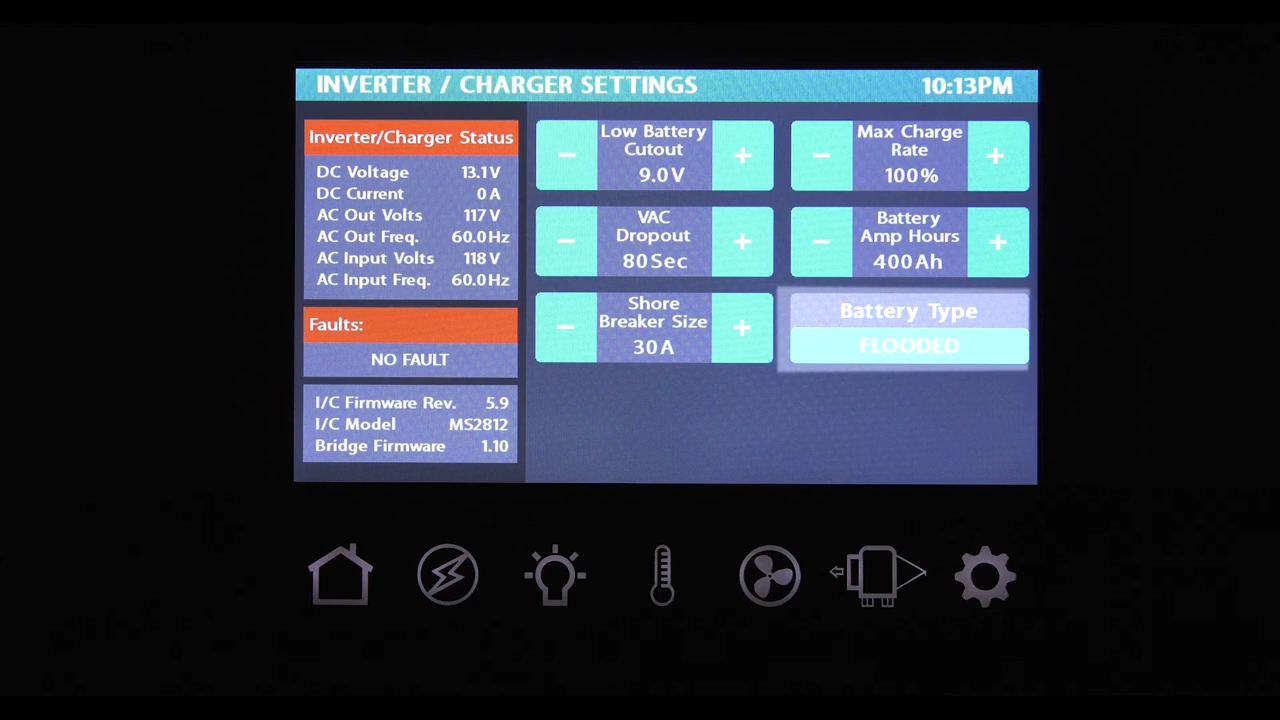 INVERTER / CHARGER SETTINGS 10:13PM
Inverter/Charger Status
DC Voltage 13.1V
DC Current 0A
AC Out Volts 117V
AC Out Freq. 60.0Hz
AC Input Volts 118V
AC Input Freq. 60.0Hz
Faults:
NO FAULT
I/C Firmware Rev. 5.9
I/C Model MS2812
Bridge Firmware 1.10
Low Battery
Cutout
9.0V
Max Charge
Rate
100%
VAC
Dropout
80Sec
Battery
Amp Hours
400Ah
Shore
Breaker Size
30A
Battery Type
FLOODED